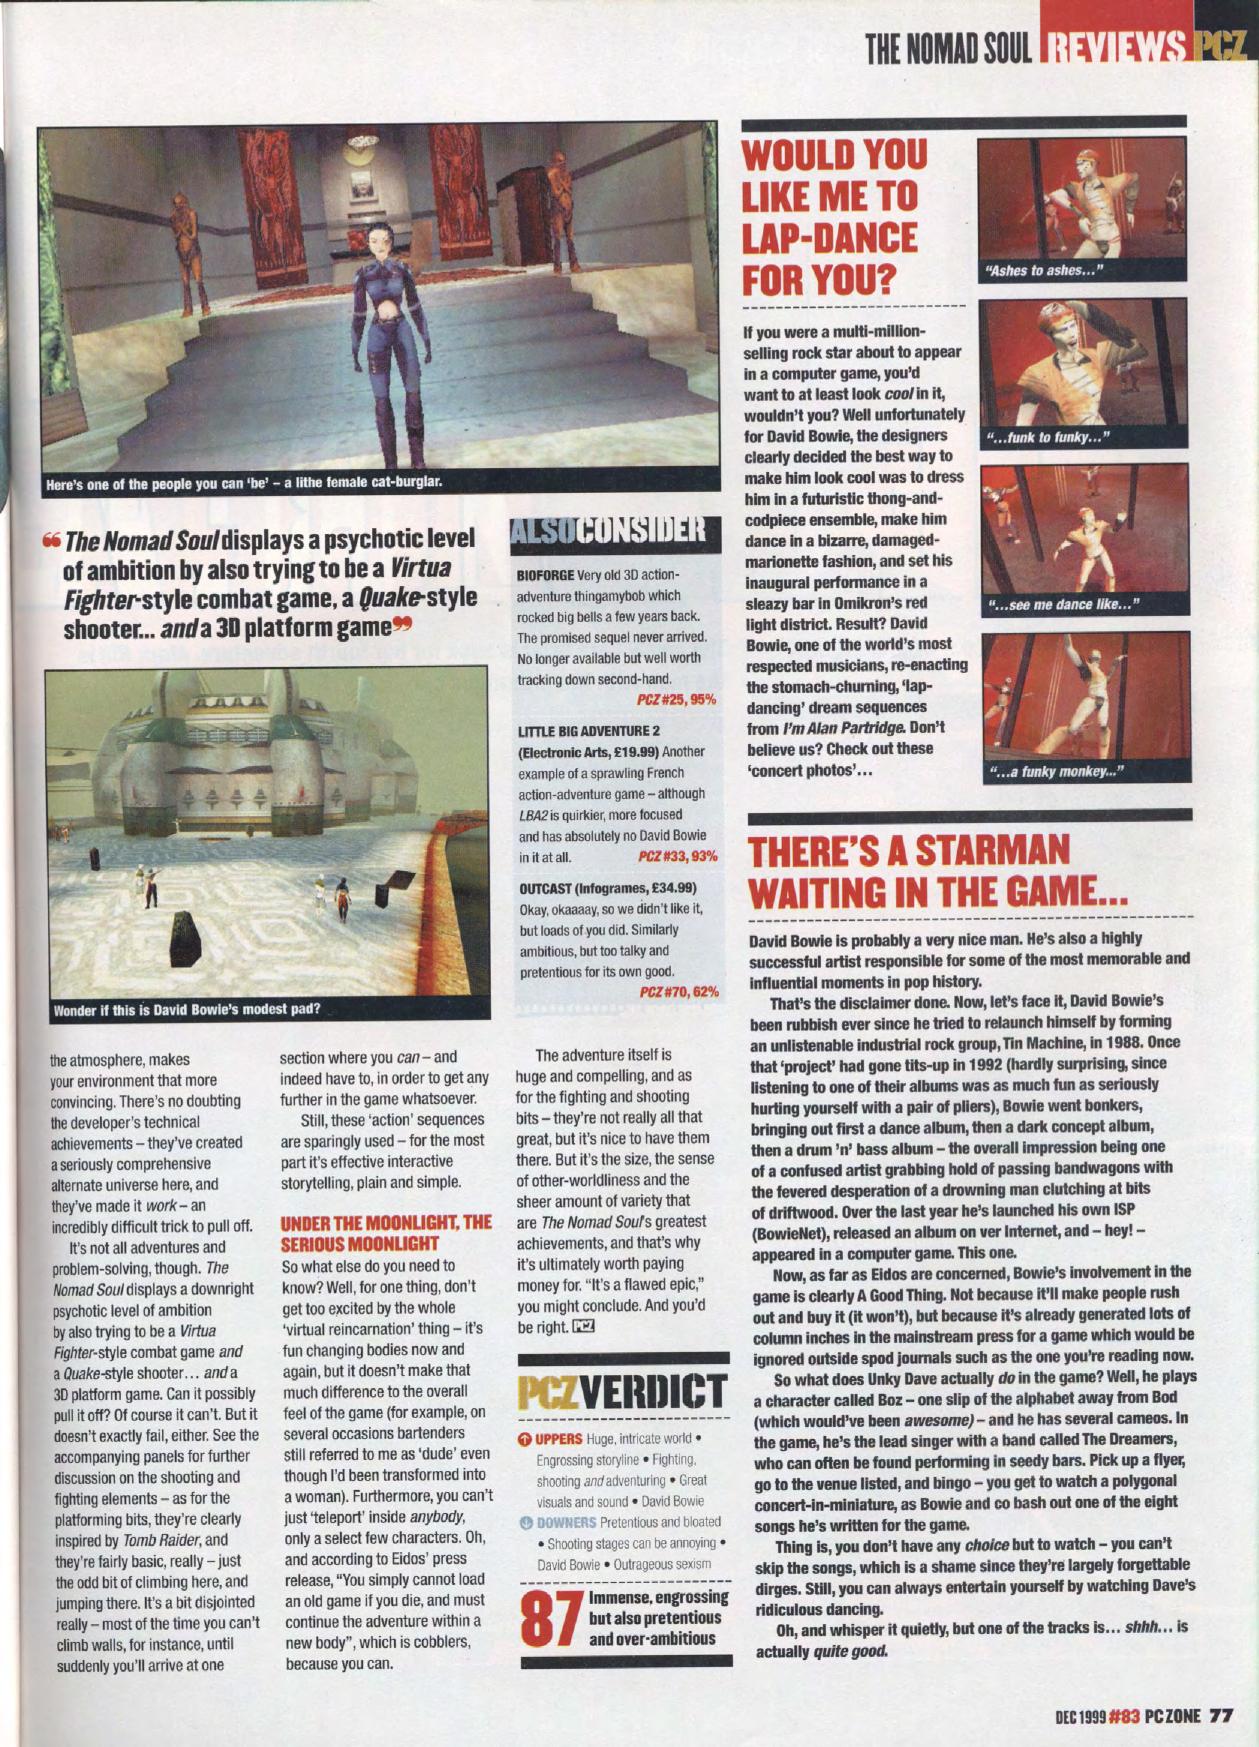 THE NOMAD SOUL REVIEWS PCZ
Here's one of the people you can 'be' – a lithe female cat-burglar.
“ The Nomad Soul displays a psychotic level
of ambition by also trying to be a Virtua
Fighter-style combat game, a Quake-style
shooter... and a 3D platform game”
Wonder if this is David Bowie's modest pad?
the atmosphere, makes
your environment that more
convincing. There's no doubting
the developer's technical
achievements – they've created
a seriously comprehensive
alternate universe here, and
they've made it work – an
incredibly difficult trick to pull off.
It's not all adventures and
problem-solving, though. The
Nomad Soul displays a downright
psychotic level of ambition
by also trying to be a Virtua
Fighter-style combat game and
a Quake-style shooter... and a
3D platform game. Can it possibly
pull it off? Of course it can't. But it
doesn't exactly fail, either. See the
accompanying panels for further
discussion on the shooting and
fighting elements – as for the
platforming bits, they're clearly
inspired by Tomb Raider, and
they're fairly basic, really – just
the odd bit of climbing here, and
jumping there. It's a bit disjointed
really – most of the time you can't
climb walls, for instance, until
suddenly you'll arrive at one
section where you can – and
indeed have to, in order to get any
further in the game whatsoever.
Still, these 'action' sequences
are sparingly used – for the most
part it's effective interactive
storytelling, plain and simple.
UNDER THE MOONLIGHT, THE
SERIOUS MOONLIGHT
So what else do you need to
know? Well, for one thing, don't
get too excited by the whole
'virtual reincarnation' thing – it's
fun changing bodies now and
again, but it doesn't make that
much difference to the overall
feel of the game (for example, on
several occasions bartenders
still referred to me as 'dude' even
though I'd been transformed into
a woman). Furthermore, you can't
just 'teleport' inside anybody,
only a select few characters. Oh,
and according to Eidos' press
release, “You simply cannot load
an old game if you die, and must
continue the adventure within a
new body”, which is cobblers,
because you can.
ALSO CONSIDER
BIOFORGE Very old 3D action-
adventure thingamybob which
rocked big bells a few years back.
The promised sequel never arrived.
No longer available but well worth
tracking down second-hand.
PCZ #25, 95%
LITTLE BIG ADVENTURE 2
(Electronic Arts, £19.99) Another
example of a sprawling French
action-adventure game – although
LBA2 is quirkier, more focused
and has absolutely no David Bowie
in it at all. PCZ #33, 93%
OUTCAST (Infogrames, £34.99)
Okay, okaaaay, so we didn't like it,
but loads of you did. Similarly
ambitious, but too talky and
pretentious for its own good.
PCZ #70, 62%
The adventure itself is
huge and compelling, and as
for the fighting and shooting
bits – they're not really all that
great, but it's nice to have them
there. But it's the size, the sense
of other-worldliness and the
sheer amount of variety that
are The Nomad Soul's greatest
achievements, and that's why
it's ultimately worth paying
money for. “It's a flawed epic,”
you might conclude. And you'd
be right. PCZ
PCZ VERDICT
UPPERS Huge, intricate world •
Engrossing storyline • Fighting,
shooting and adventuring • Great
visuals and sound • David Bowie
DOWNERS Pretentious and bloated
• Shooting stages can be annoying •
David Bowie • Outrageous sexism
87 Immense, engrossing
but also pretentious
and over-ambitious
WOULD YOU
LIKE ME TO
LAP-DANCE
FOR YOU?
If you were a multi-million-
selling rock star about to appear
in a computer game, you'd
want to at least look cool in it,
wouldn't you? Well unfortunately
for David Bowie, the designers
clearly decided the best way to
make him look cool was to dress
him in a futuristic thong-and-
codpiece ensemble, make him
dance in a bizarre, damaged-
marionette fashion, and set his
inaugural performance in a
sleazy bar in Omikron's red
light district. Result? David
Bowie, one of the world's most
respected musicians, re-enacting
the stomach-churning, 'lap-
dancing' dream sequences
from I'm Alan Partridge. Don't
believe us? Check out these
'concert photos'...
“Ashes to ashes...”
“...funk to funky...”
“...see me dance like...”
“...a funky monkey...”
THERE'S A STARMAN
WAITING IN THE GAME...
David Bowie is probably a very nice man. He's also a highly
successful artist responsible for some of the most memorable and
influential moments in pop history.
That's the disclaimer done. Now, let's face it, David Bowie's
been rubbish ever since he tried to relaunch himself by forming
an unlistenable industrial rock group, Tin Machine, in 1988. Once
that 'project' had gone tits-up in 1992 (hardly surprising, since
listening to one of their albums was as much fun as seriously
hurting yourself with a pair of pliers), Bowie went bonkers,
bringing out first a dance album, then a dark concept album,
then a drum 'n' bass album – the overall impression being one
of a confused artist grabbing hold of passing bandwagons with
the fevered desperation of a drowning man clutching at bits
of driftwood. Over the last year he's launched his own ISP
(BowieNet), released an album on ver Internet, and – hey! –
appeared in a computer game. This one.
Now, as far as Eidos are concerned, Bowie's involvement in the
game is clearly A Good Thing. Not because it'll make people rush
out and buy it (it won't), but because it's already generated lots of
column inches in the mainstream press for a game which would be
ignored outside spod journals such as the one you're reading now.
So what does Unky Dave actually do in the game? Well, he plays
a character called Boz – one slip of the alphabet away from Bod
(which would've been awesome) – and he has several cameos. In
the game, he's the lead singer with a band called The Dreamers,
who can often be found performing in seedy bars. Pick up a flyer,
go to the venue listed, and bingo – you get to watch a polygonal
concert-in-miniature, as Bowie and co bash out one of the eight
songs he's written for the game.
Thing is, you don't have any choice but to watch – you can't
skip the songs, which is a shame since they're largely forgettable
dirges. Still, you can always entertain yourself by watching Dave's
ridiculous dancing.
Oh, and whisper it quietly, but one of the tracks is... shhh... is
actually quite good.
DEC 1999 #83 PC ZONE 77